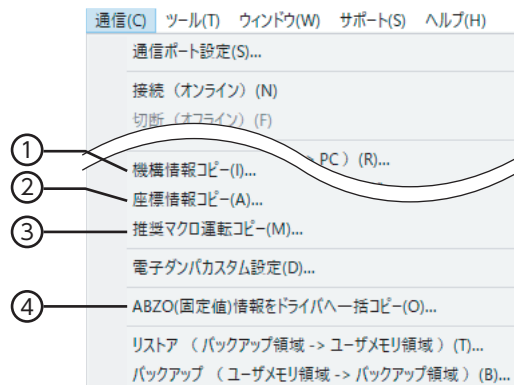 通信(C) ツール(T) ウィンドウ(W) サポート(S) ヘルプ(H)
通信ポート設定(S)...
接続（オンライン）(N)
切断（オフライン）(F)
PC ）(R)...
① 機構情報コピー(I)...
② 座標情報コピー(A)...
③ 推奨マクロ運転コピー(M)...
電子ダンパカスタム設定(D)...
④ ABZO(固定値)情報をドライバへ一括コピー(O)...
リストア （ バックアップ領域 -> ユーザメモリ領域 ）(T)...
バックアップ （ ユーザメモリ領域 -> バックアップ領域 ）(B)...